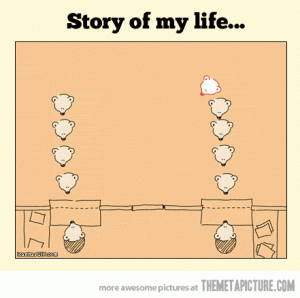 Story of my life...
more awesome pictures at THEMETAPICTURE.COM